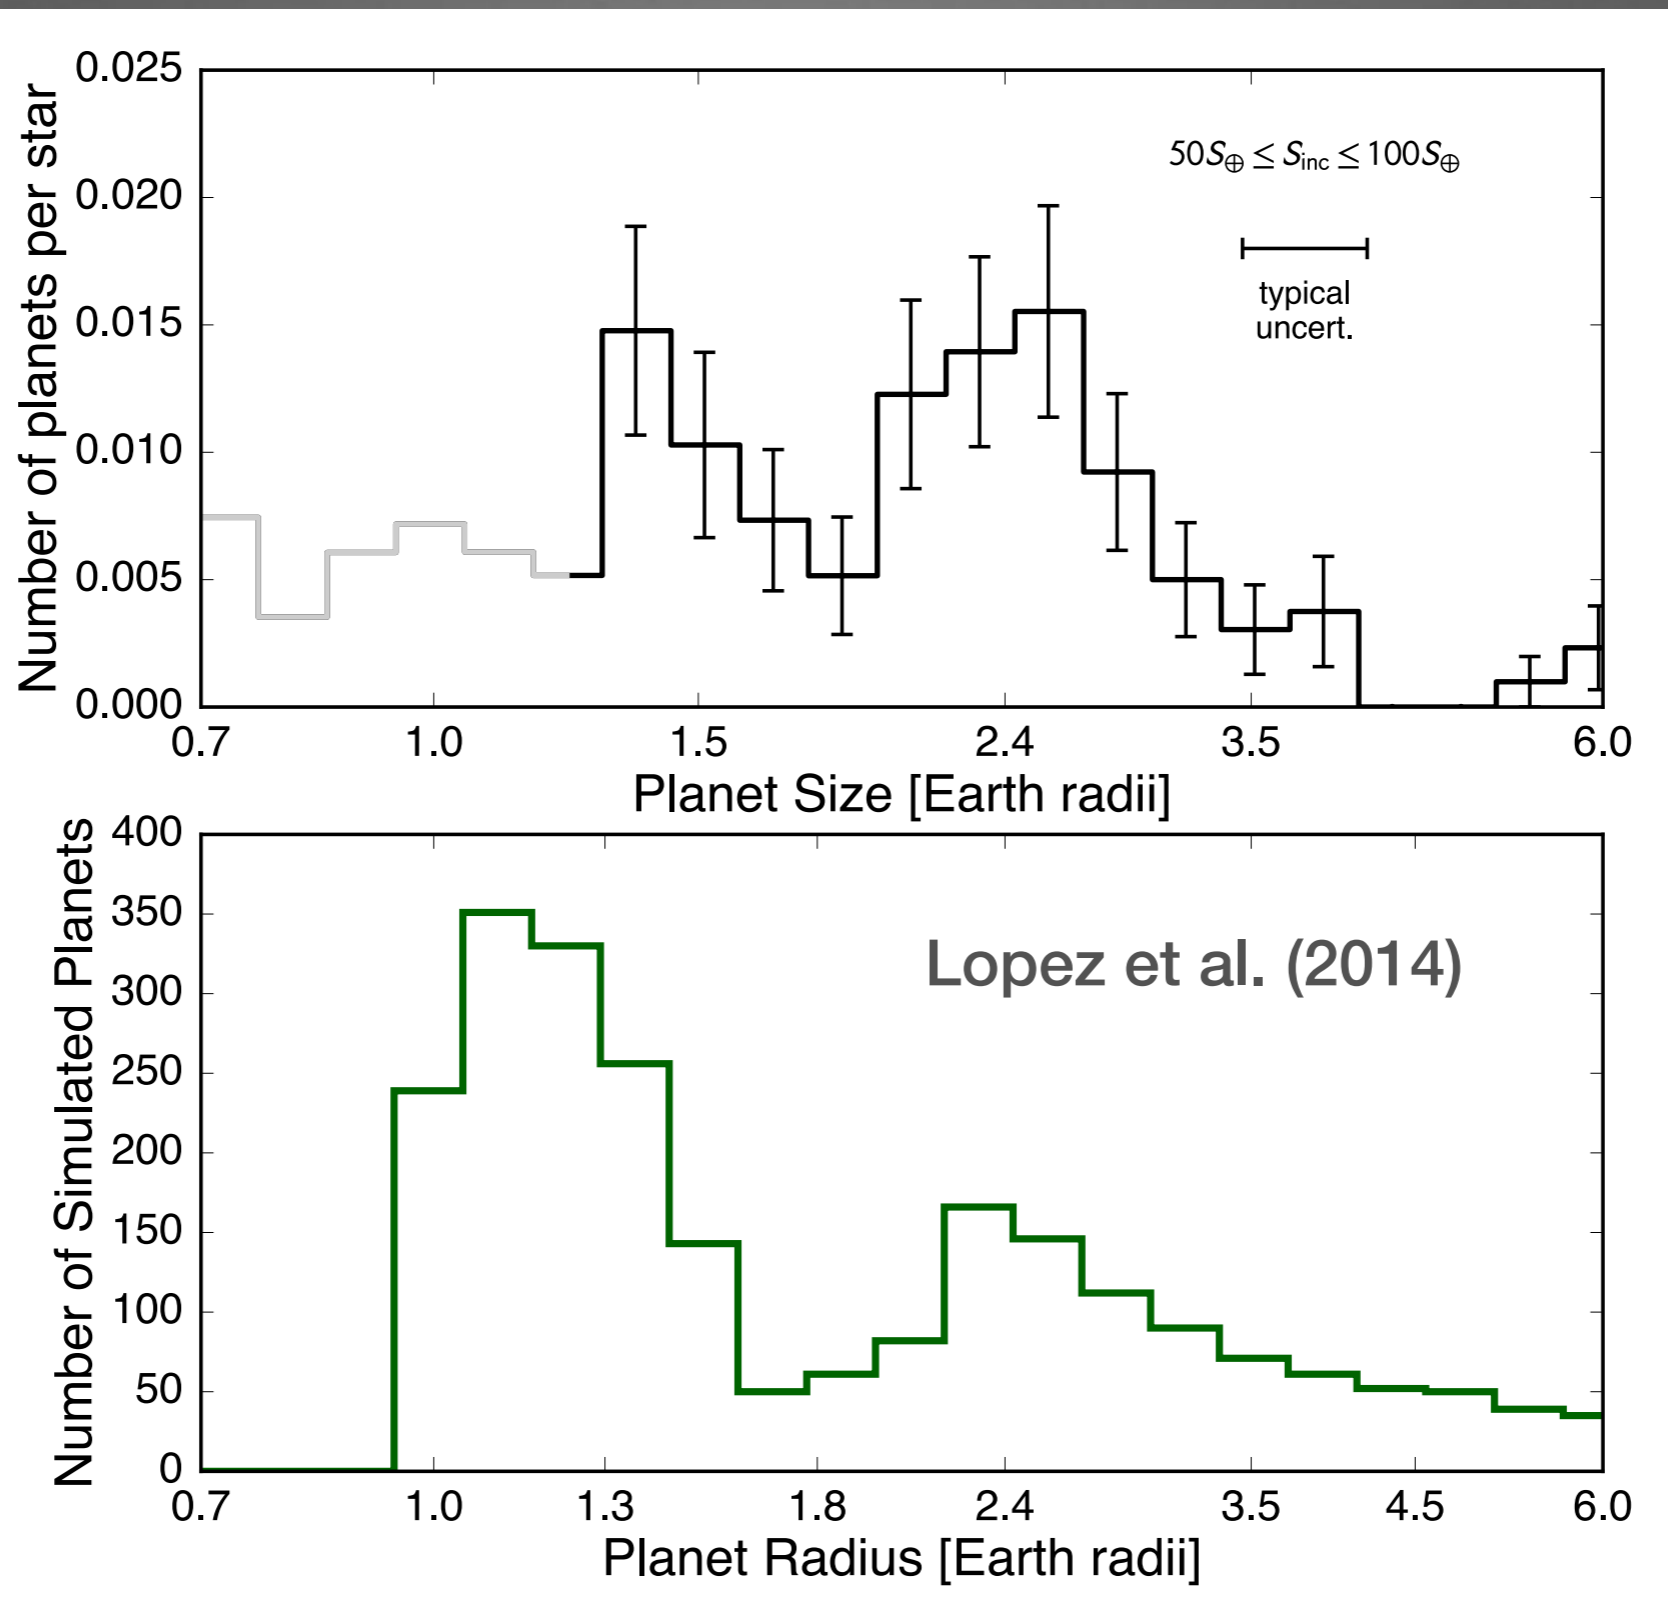 Number of planets per star
0.025
0.020
0.015
0.010
0.005
0.000
50S⊕ ≤ Sinc ≤ 100S⊕
typical
uncert.
0.7 1.0 1.5 2.4 3.5 6.0
Planet Size [Earth radii]
Number of Simulated Planets
400
350
300
250
200
150
100
50
0
Lopez et al. (2014)
0.7 1.0 1.3 1.8 2.4 3.5 4.5 6.0
Planet Radius [Earth radii]